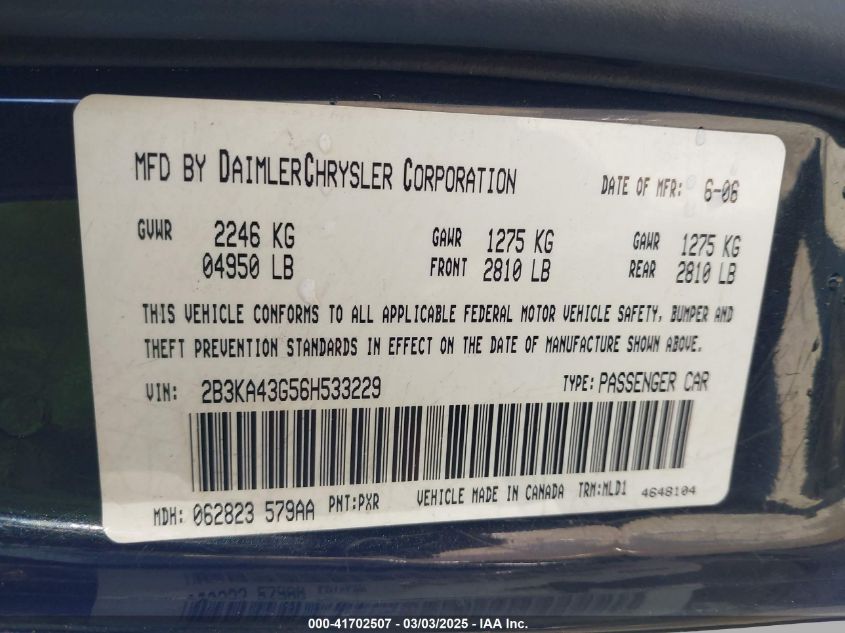 MFD BY DAIMLERCHRYSLER CORPORATION DATE OF MFR: 6-06
GVWR 2246 KG GAWR 1275 KG GAWR 1275 KG
04950 LB FRONT 2810 LB REAR 2810 LB
THIS VEHICLE CONFORMS TO ALL APPLICABLE FEDERAL MOTOR VEHICLE SAFETY, BUMPER AND
THEFT PREVENTION STANDARDS IN EFFECT ON THE DATE OF MANUFACTURE SHOWN ABOVE.
VIN: 2B3KA43G56H533229 TYPE: PASSENGER CAR
MDH: 062823 579AA PNT:PXR VEHICLE MADE IN CANADA TRM:MLD1 4648104
000-41702507 - 03/03/2025 - IAA Inc.